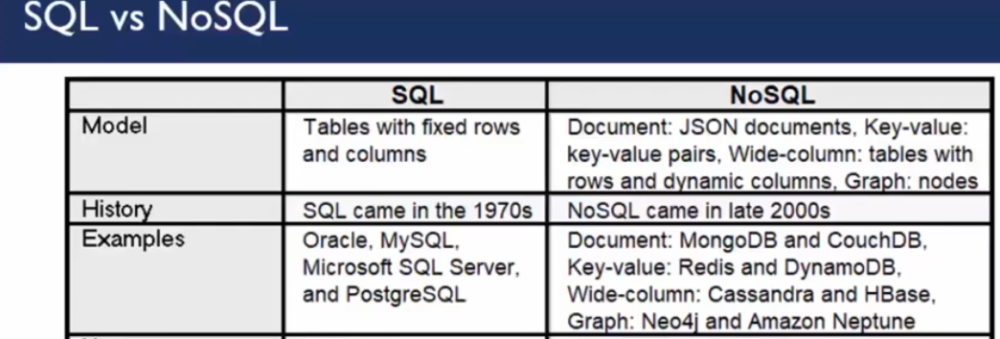 SQL vs NoSQL
SQL
NoSQL
Model
Tables with fixed rows
and columns
Document: JSON documents, Key-value:
key-value pairs, Wide-column: tables with
rows and dynamic columns, Graph: nodes
History
SQL came in the 1970s
NoSQL came in late 2000s
Examples
Oracle, MySQL,
Microsoft SQL Server,
and PostgreSQL
Document: MongoDB and CouchDB,
Key-value: Redis and DynamoDB,
Wide-column: Cassandra and HBase,
Graph: Neo4j and Amazon Neptune